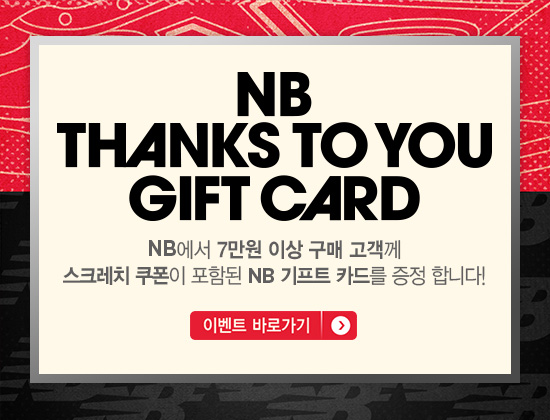 NB
THANKS TO YOU
GIFT CARD
NB에서 7만원 이상 구매 고객께
스크레치 쿠폰이 포함된 NB 기프트 카드를 증정 합니다!
이벤트 바로가기